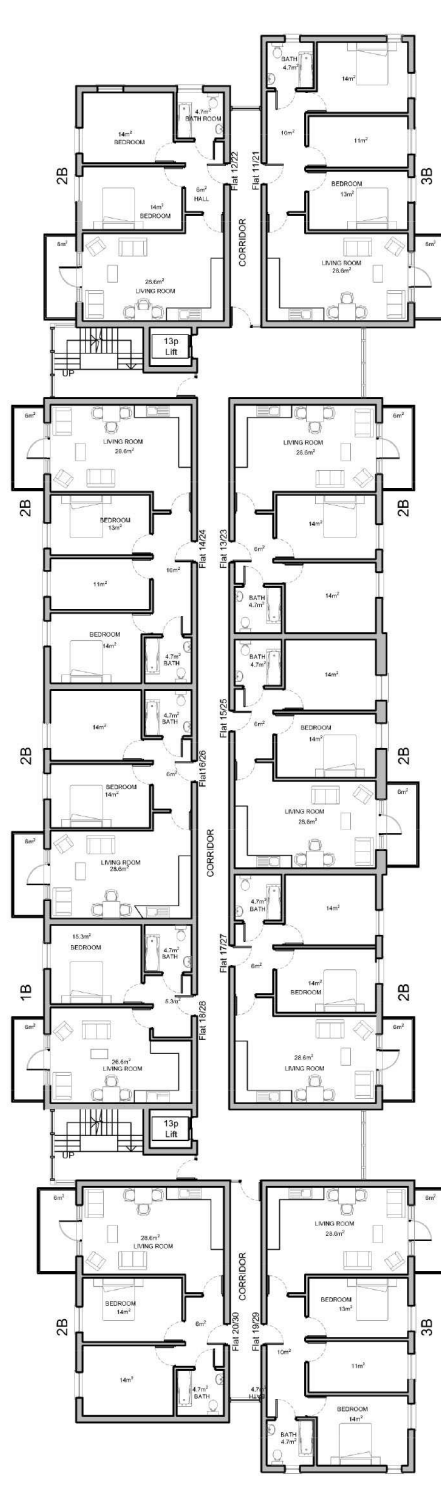 BATH
4.7m²
14m²
10m²
11m²
BEDROOM
13m²
LIVING ROOM
28.6m²
6m²
3B
Flat 11/21
4.7m²
BATH ROOM
14m²
BEDROOM
14m²
BEDROOM
6m²
HALL
28.6m²
LIVING ROOM
6m²
2B
Flat 12/22
CORRIDOR
13p
Lift
UP
6m²
LIVING ROOM
BEDROOM
13m²
11m²
10m²
BEDROOM
14m²
4.7m²
BATH
2B
Flat 14/24
6m²
LIVING ROOM
28.6m²
14m²
6m²
14m²
BATH
4.7m²
2B
Flat 13/23
14m²
4.7m²
BATH
6m²
BEDROOM
14m²
LIVING ROOM
28.6m²
6m²
2B
Flat16/26
BATH
4.7m²
14m²
6m²
BEDROOM
14m²
LIVING ROOM
28.6m²
6m²
2B
Flat 15/25
CORRIDOR
15.3m²
BEDROOM
4.7m²
BATH
5.3m²
6m²
LIVING ROOM
1B
Flat 18/28
4.7m²
BATH
14m²
6m²
14m²
BEDROOM
28.6m²
LIVING ROOM
6m²
2B
Flat 17/27
13p
Lift
UP
6m²
28.6m²
LIVING ROOM
BEDROOM
14m²
6m²
14m²
4.7m²
BATH
2B
Flat 20/30
CORRIDOR
6m²
LIVING ROOM
28.6m²
BEDROOM
13m²
10m²
11m²
BEDROOM
14m²
BATH
4.7m²
3B
Flat 19/29
4.7m²